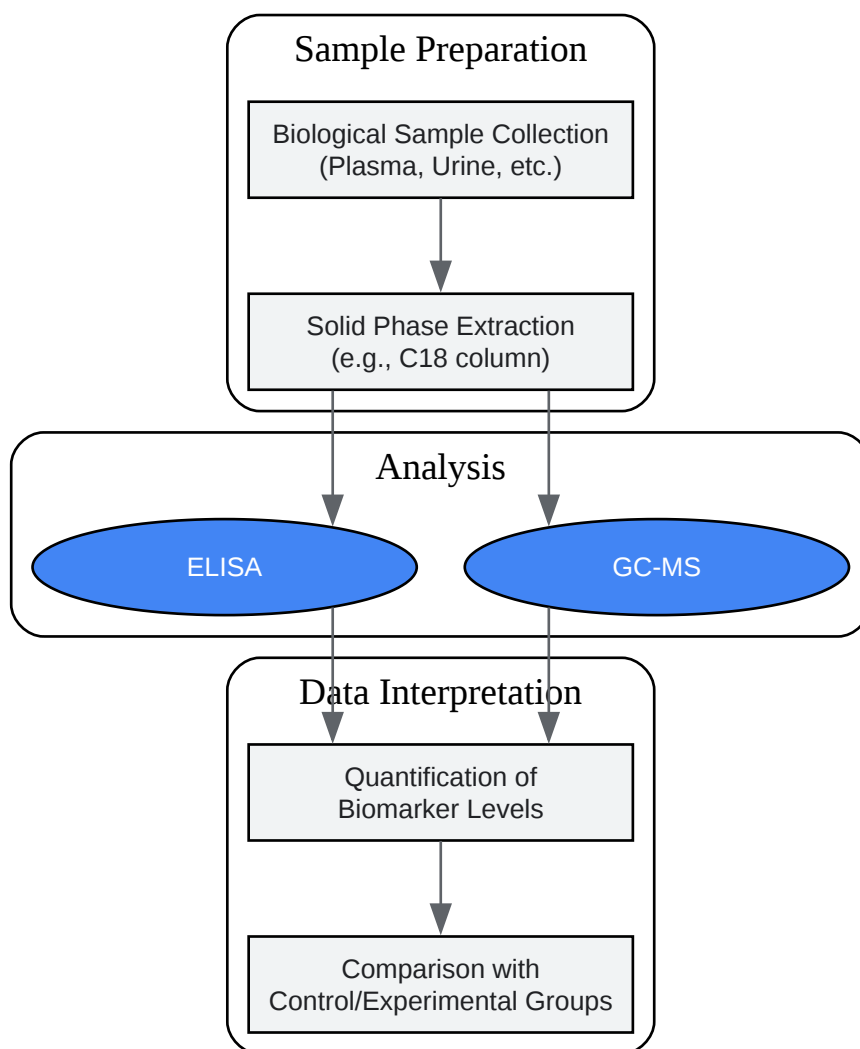 Sample Preparation
Biological Sample Collection
(Plasma, Urine, etc.)
Solid Phase Extraction
(e.g., C18 column)
Analysis
ELISA
GC-MS
Data Interpretation
Quantification of
Biomarker Levels
Comparison with
Control/Experimental Groups